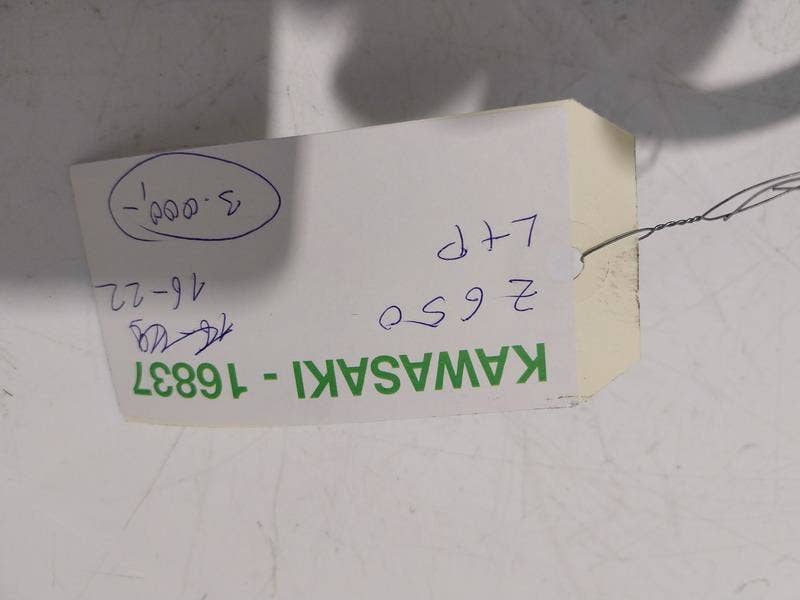 KAWASAKI - 16837
Z 650 16-22
L+P
3.000,-